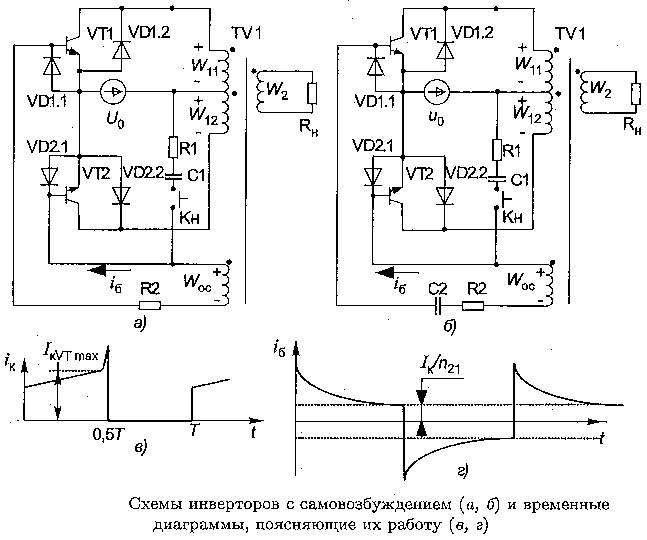 VT1 VD1.2 TV1
W11
VD1.1
U0
W12
W2
Rн
R1
VD2.1
VT2 VD2.2 C1
Кн
iб
Wос
R2
а)
VT1 VD1.2 TV1
W11
VD1.1
u0
W12
W2
Rн
R1
VD2.1
VT2 VD2.2 C1
Кн
iб
Wос
C2 R2
б)
iк IкVT max
0,5T T t
в)
iб Iк/n21
t
г)
Схемы инверторов с самовозбуждением (а, б) и временные
диаграммы, поясняющие их работу (в, г)